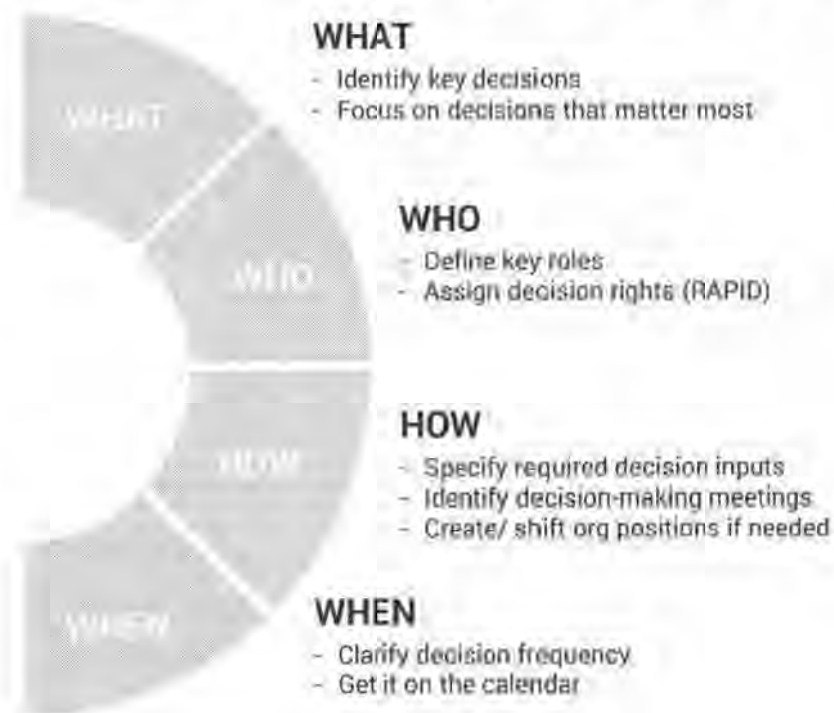 WHAT
WHAT
- Identify key decisions
- Focus on decisions that matter most
WHO
WHO
- Define key roles
- Assign decision rights (RAPID)
HOW
HOW
- Specify required decision inputs
- Identify decision-making meetings
- Create/ shift org positions if needed
WHEN
WHEN
- Clarify decision frequency
- Get it on the calendar